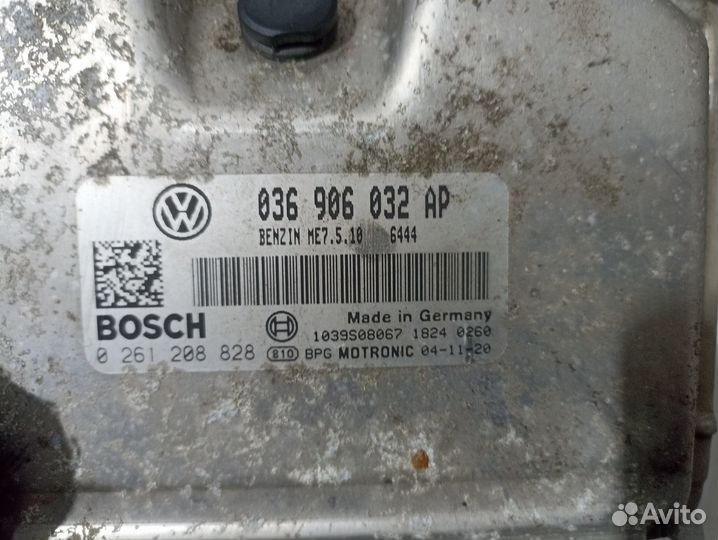 036 906 032 AP
BENZIN ME7.5.10 6444
BOSCH
Made in Germany
1039S08067 1824 0260
0 261 208 828 810 BPG MOTRONIC 04-11-20
Avito